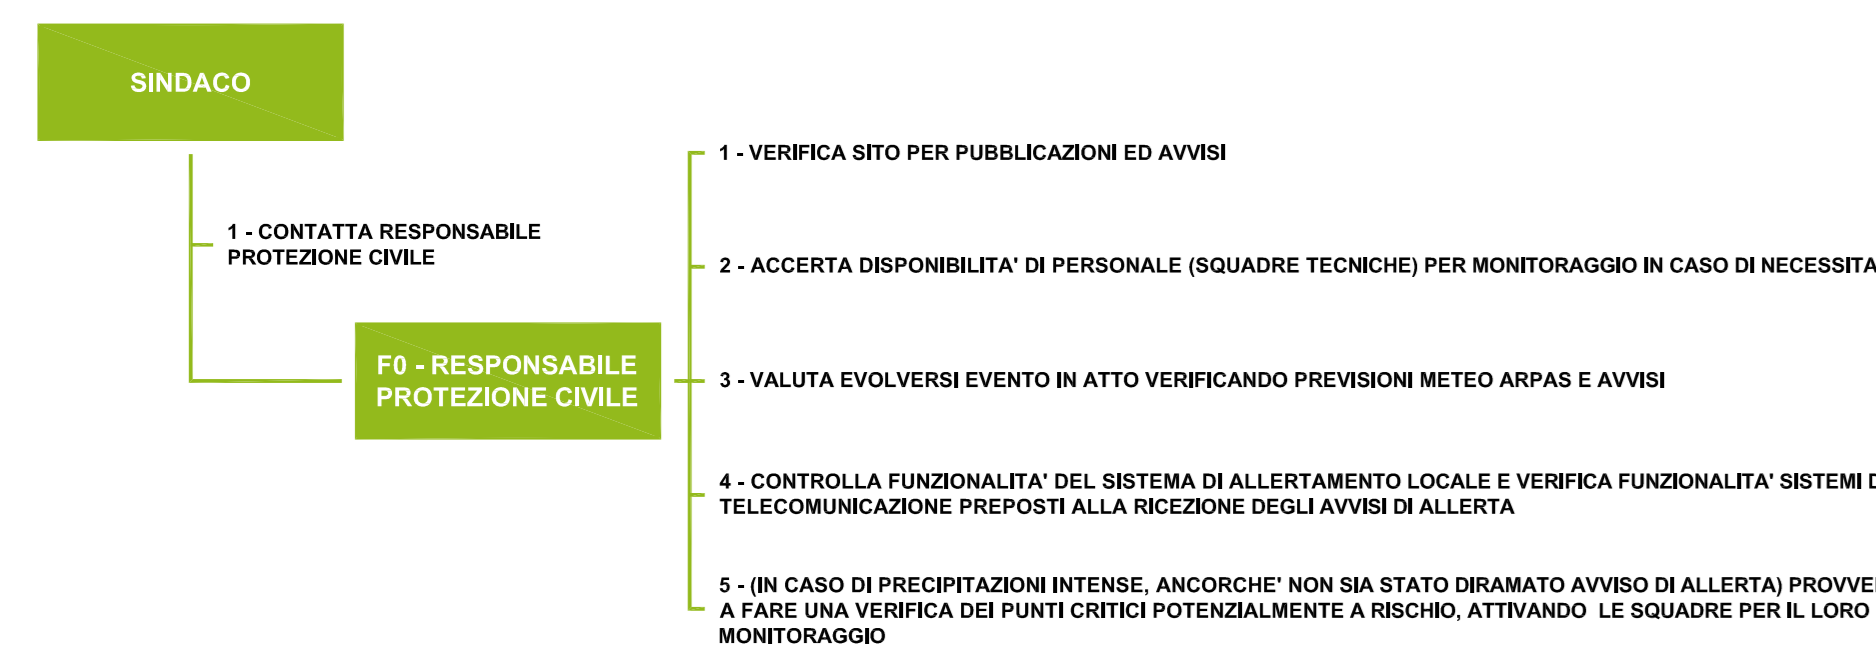 SINDACO
1 - CONTATTA RESPONSABILE
PROTEZIONE CIVILE
F0 - RESPONSABILE
PROTEZIONE CIVILE
1 - VERIFICA SITO PER PUBBLICAZIONI ED AVVISI
2 - ACCERTA DISPONIBILITA' DI PERSONALE (SQUADRE TECNICHE) PER MONITORAGGIO IN CASO DI NECESSITA
3 - VALUTA EVOLVERSI EVENTO IN ATTO VERIFICANDO PREVISIONI METEO ARPAS E AVVISI
4 - CONTROLLA FUNZIONALITA' DEL SISTEMA DI ALLERTAMENTO LOCALE E VERIFICA FUNZIONALITA' SISTEMI
TELECOMUNICAZIONE PREPOSTI ALLA RICEZIONE DEGLI AVVISI DI ALLERTA
5 - (IN CASO DI PRECIPITAZIONI INTENSE, ANCORCHE' NON SIA STATO DIRAMATO AVVISO DI ALLERTA)
A FARE UNA VERIFICA DEI PUNTI CRITICI POTENZIALMENTE A RISCHIO, ATTIVANDO LE SQUADRE PER IL LORO
MONITORAGGIO